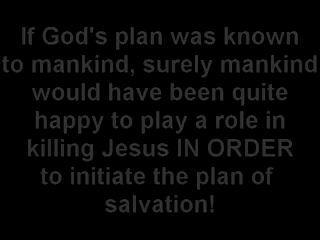 If God's plan was known
to mankind, surely mankind
would have been quite
happy to play a role in
killing Jesus IN ORDER
to initiate the plan of
salvation!